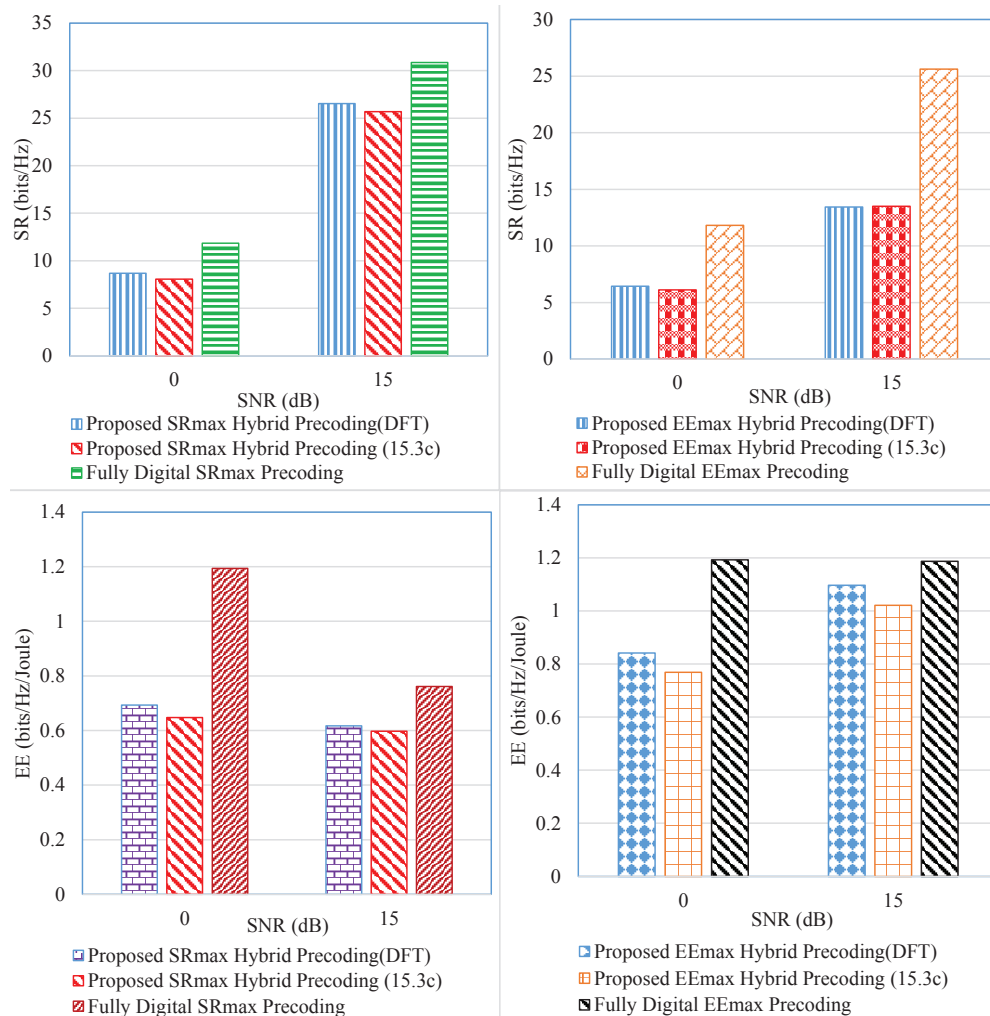 35
30
25
20
15
10
5
0
SR (bits/Hz)
0
15
SNR (dB)
Proposed SRmax Hybrid Precoding(DFT)
Proposed SRmax Hybrid Precoding (15.3c)
Fully Digital SRmax Precoding
30
25
20
15
10
5
0
SR (bits/Hz)
0
15
SNR (dB)
Proposed EEmax Hybrid Precoding(DFT)
Proposed EEmax Hybrid Precoding (15.3c)
Fully Digital EEmax Precoding
1.4
1.2
1
0.8
0.6
0.4
0.2
0
EE (bits/Hz/Joule)
0
15
SNR (dB)
Proposed SRmax Hybrid Precoding(DFT)
Proposed SRmax Hybrid Precoding (15.3c)
Fully Digital SRmax Precoding
1.4
1.2
1
0.8
0.6
0.4
0.2
0
EE (bits/Hz/Joule)
0
15
SNR (dB)
Proposed EEmax Hybrid Precoding(DFT)
Proposed EEmax Hybrid Precoding (15.3c)
Fully Digital EEmax Precoding